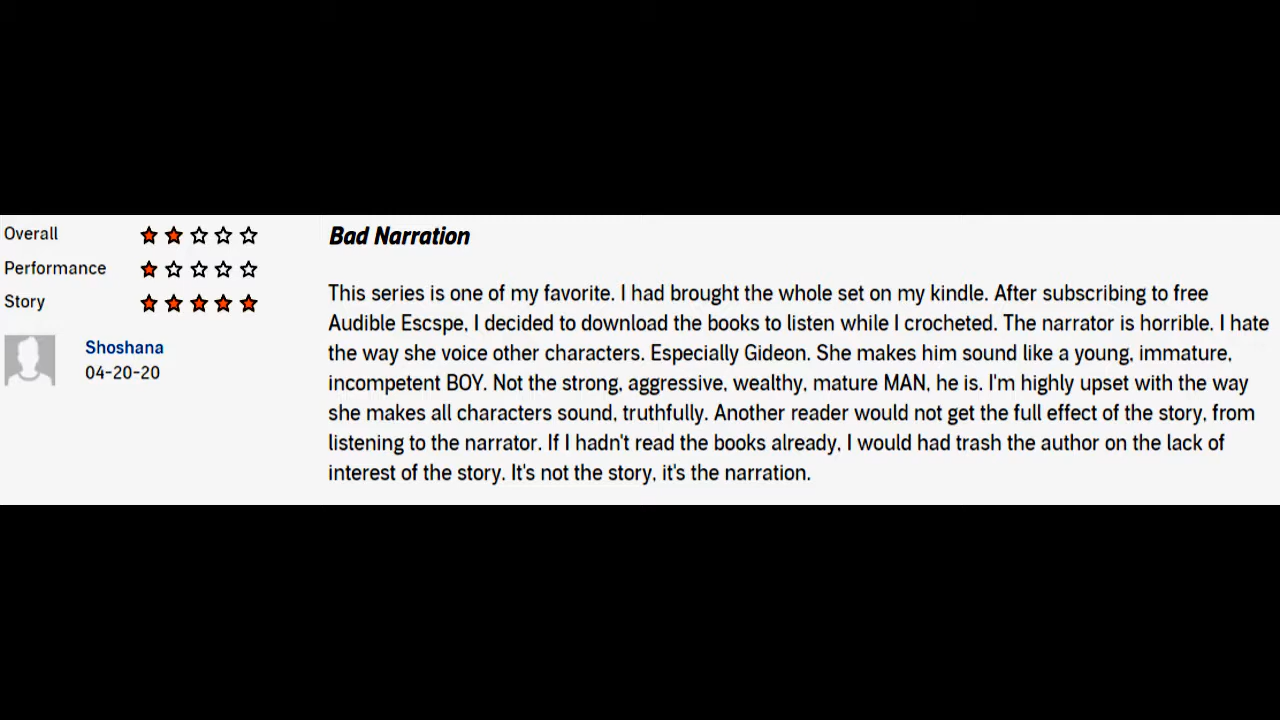 Overall
Performance
Story
Shoshana
04-20-20
Bad Narration
This series is one of my favorite. I had brought the whole set on my kindle. After subscribing to free
Audible Escspe, I decided to download the books to listen while I crocheted. The narrator is horrible. I hate
the way she voice other characters. Especially Gideon. She makes him sound like a young, immature,
incompetent BOY. Not the strong, aggressive, wealthy, mature MAN, he is. I'm highly upset with the way
she makes all characters sound, truthfully. Another reader would not get the full effect of the story, from
listening to the narrator. If I hadn't read the books already, I would had trash the author on the lack of
interest of the story. It's not the story, it's the narration.